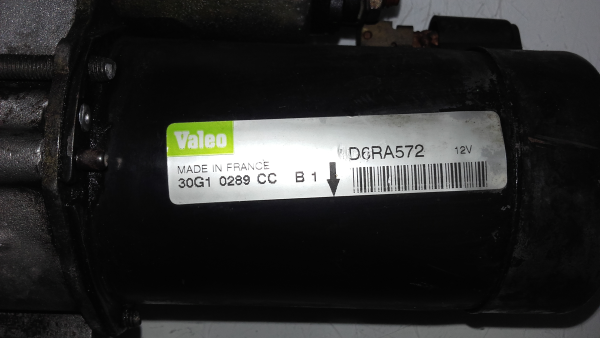 Valeo
MADE IN FRANCE
30G1 0289 CC B 1
D6RA572 12V